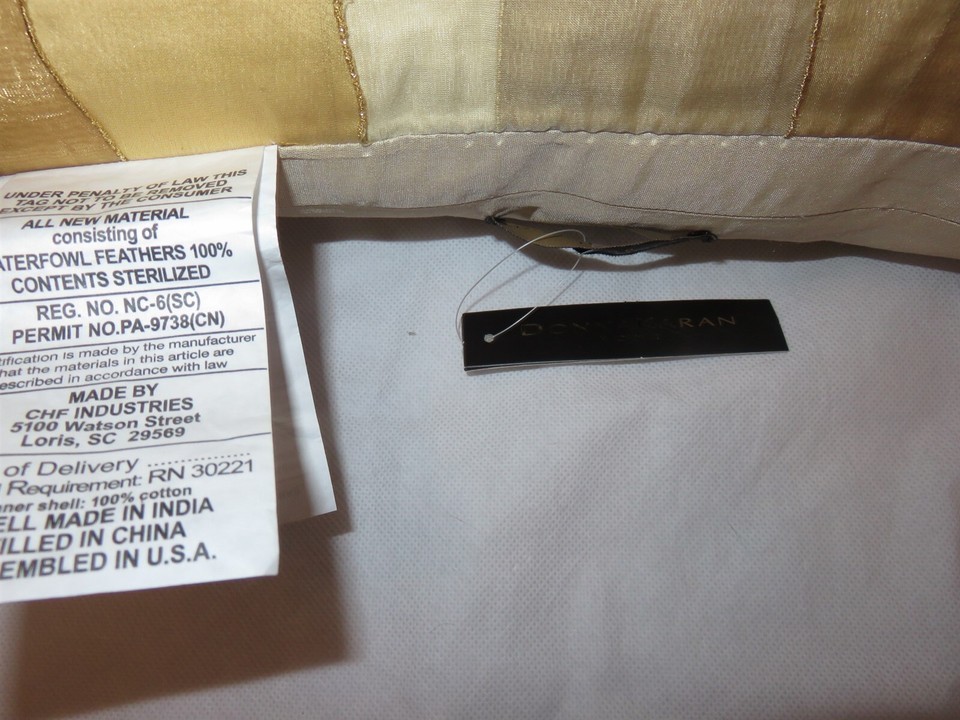 UNDER PENALTY OF LAW THIS
TAG NOT TO BE REMOVED
EXCEPT BY THE CONSUMER
ALL NEW MATERIAL
consisting of
ATERFOWL FEATHERS 100%
CONTENTS STERILIZED
REG. NO. NC-6(SC)
PERMIT NO.PA-9738(CN)
tification is made by the manufacturer
hat the materials in this article are
escribed in accordance with law
MADE BY
CHF INDUSTRIES
5100 Watson Street
Loris, SC 29569
of Delivery ................
Requirement: RN 30221
ner shell: 100% cotton
ELL MADE IN INDIA
ILLED IN CHINA
EMBLED IN U.S.A.
DONNA KARAN